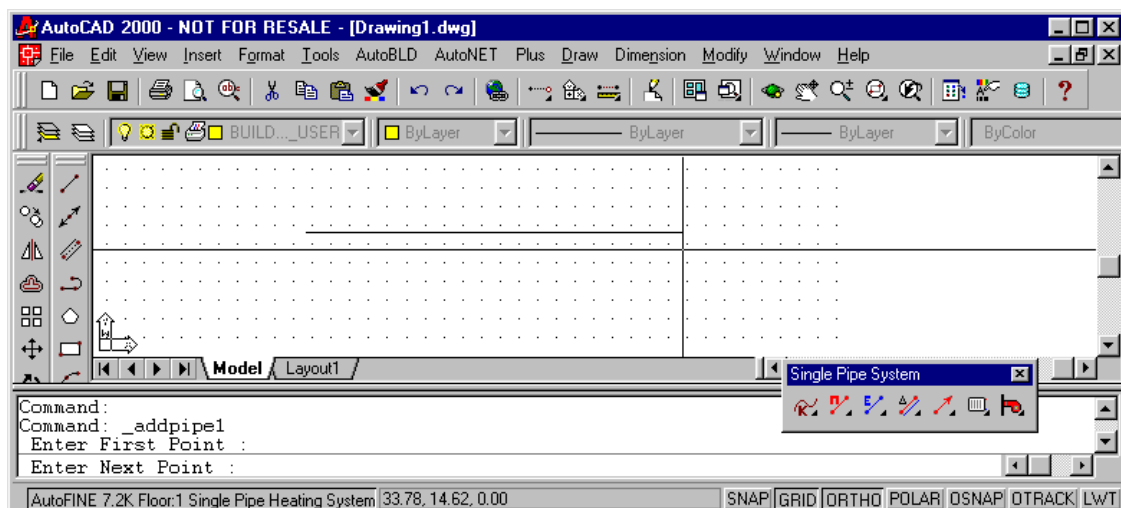 AutoCAD 2000 - NOT FOR RESALE - [Drawing1.dwg]
File Edit View Insert Format Tools AutoBLD AutoNET Plus Draw Dimension Modify Window Help
BUILD..._USER ByLayer ByLayer ByLayer ByColor
W
Model Layout1
Single Pipe System
Command:
Command: _addpipe1
Enter First Point :
Enter Next Point :
AutoFINE 7.2K Floor:1 Single Pipe Heating System 33.78, 14.62, 0.00 SNAP GRID ORTHO POLAR OSNAP OTRACK LWT